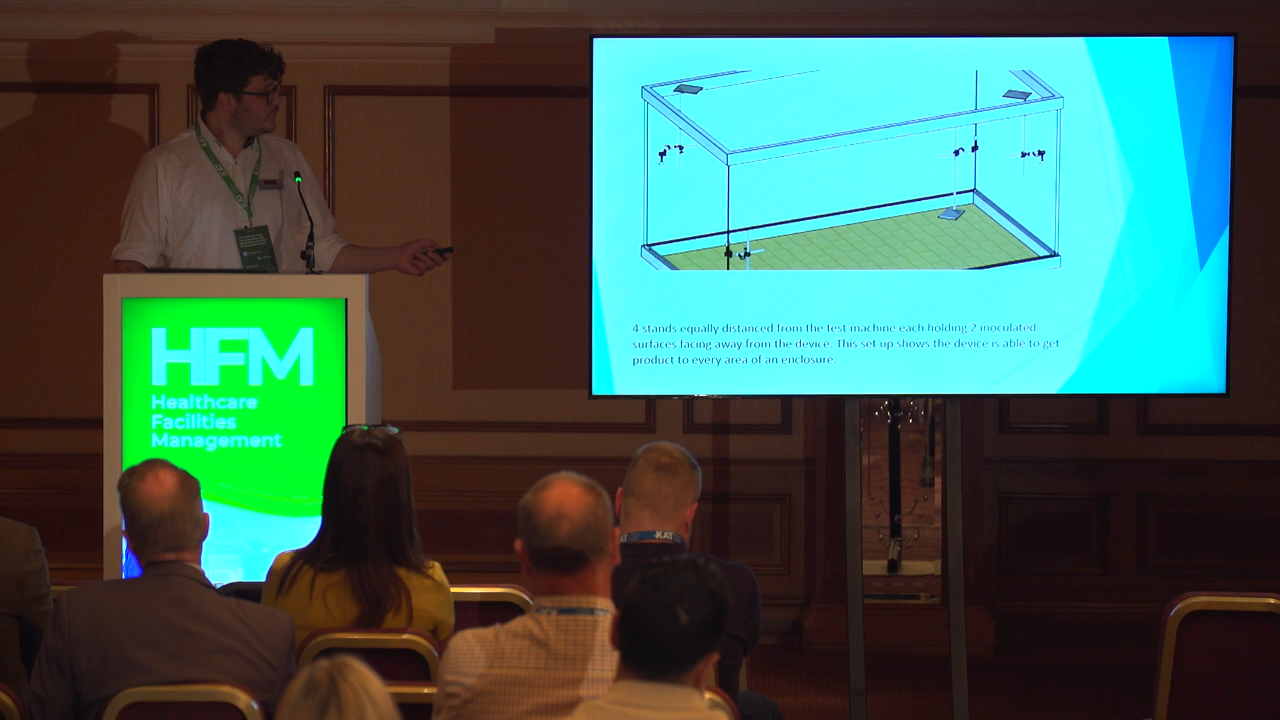 HFM
Healthcare
Facilities
Management
4 stands equally distanced from the test machine each holding 2 inoculated
surfaces facing away from the device. This set up shows the device is able to get
product to every area of an enclosure.
KAT